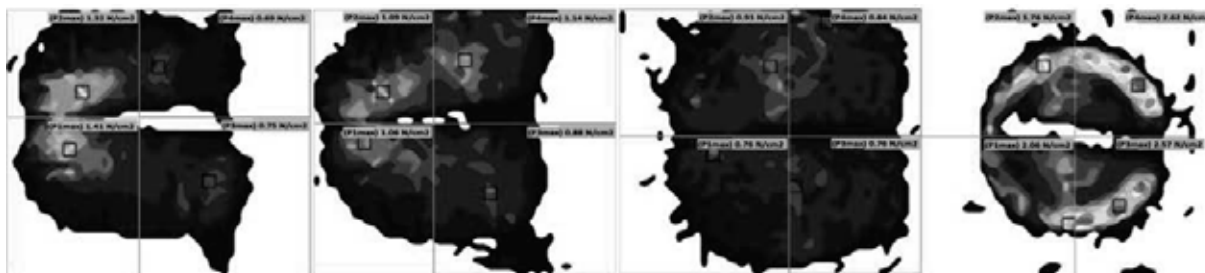 (P2max) 1.32 N/cm2 (P4max) 0.69 N/cm2
(P1max) 1.41 N/cm2 (P3max) 0.75 N/cm2
(P2max) 1.09 N/cm2 (P4max) 1.14 N/cm2
(P1max) 1.06 N/cm2 (P3max) 0.88 N/cm2
(P2max) 0.91 N/cm2 (P4max) 0.84 N/cm2
(P1max) 0.76 N/cm2 (P3max) 0.76 N/cm2
(P2max) 1.76 N/cm2 (P4max) 2.62 N/cm2
(P1max) 2.06 N/cm2 (P3max) 2.57 N/cm2